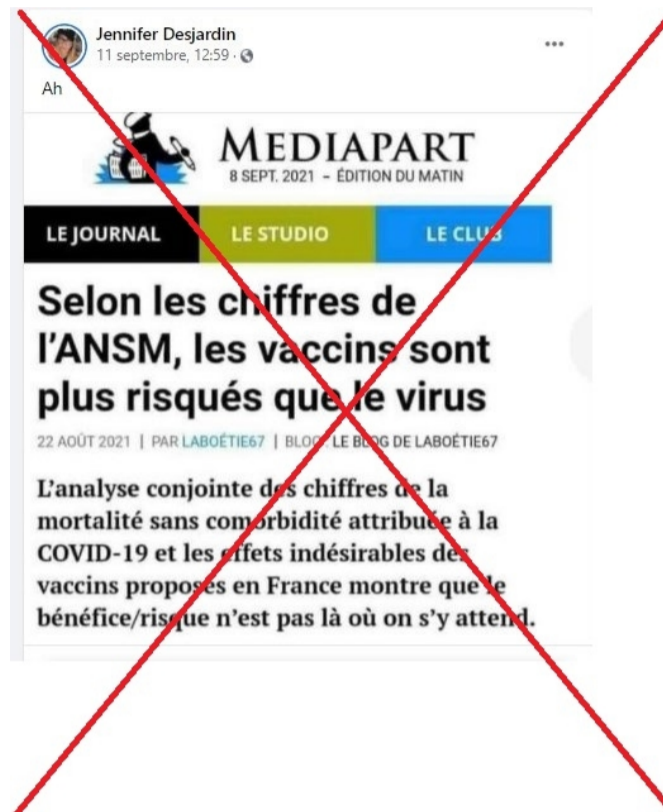 Jennifer Desjardin
11 septembre, 12:59
Ah
MEDIAPART
8 SEPT. 2021 – ÉDITION DU MATIN
LE JOURNAL
LE STUDIO
LE CLUB
Selon les chiffres de
l'ANSM, les vaccins sont
plus risqués que le virus
22 AOÛT 2021 | PAR LABOÉTIE67 | BLOG: LE BLOG DE LABOÉTIE67
L'analyse conjointe des chiffres de la
mortalité sans comorbidité attribuée à la
COVID-19 et les effets indésirables des
vaccins proposés en France montre que le
bénéfice/risque n'est pas là où on s'y attend.